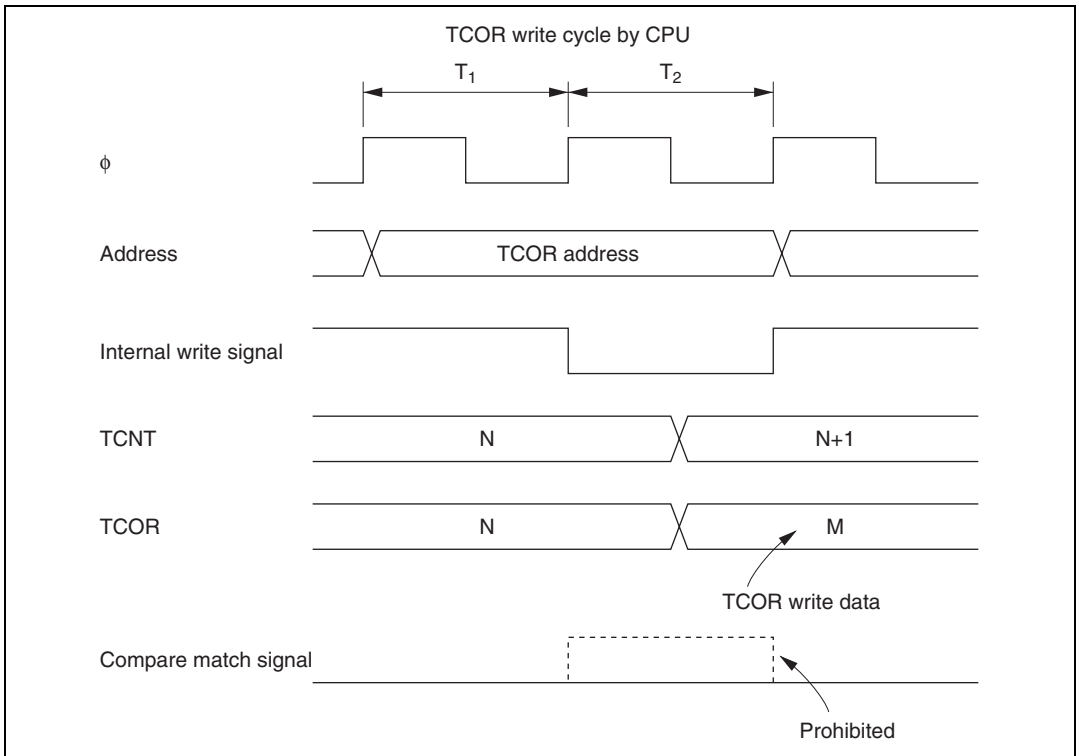 TCOR write cycle by CPU
T1 T2
ϕ
Address TCOR address
Internal write signal
TCNT N N+1
TCOR N M
TCOR write data
Compare match signal
Prohibited